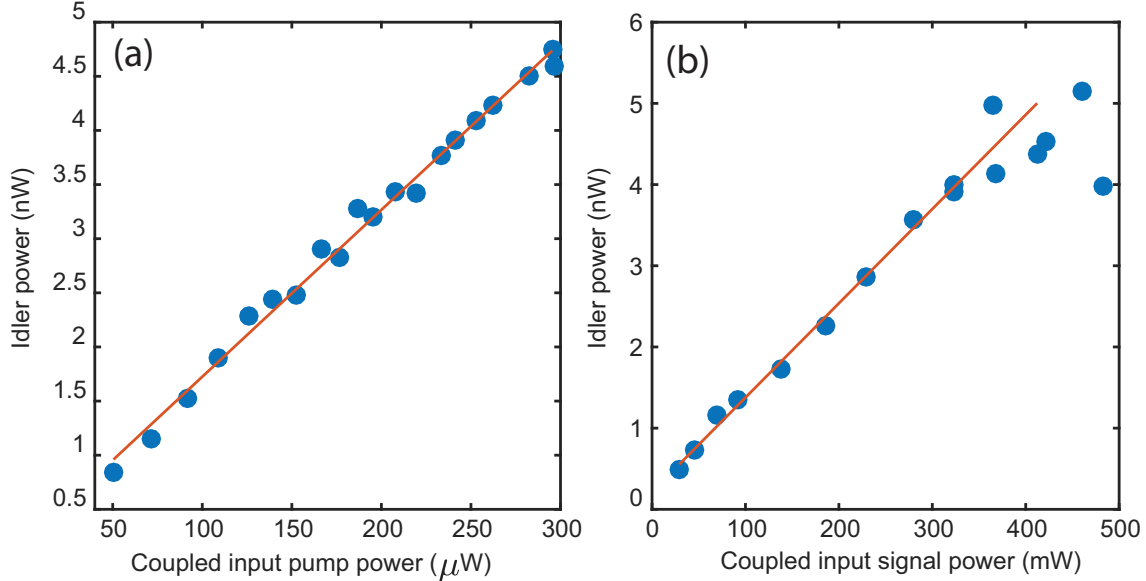 (a)
5
4.5
4
3.5
3
2.5
2
1.5
1
0.5
50 100 150 200 250 300
Idler power (nW)
Coupled input pump power (μW)
(b)
6
5
4
3
2
1
0
0 100 200 300 400 500
Idler power (nW)
Coupled input signal power (mW)